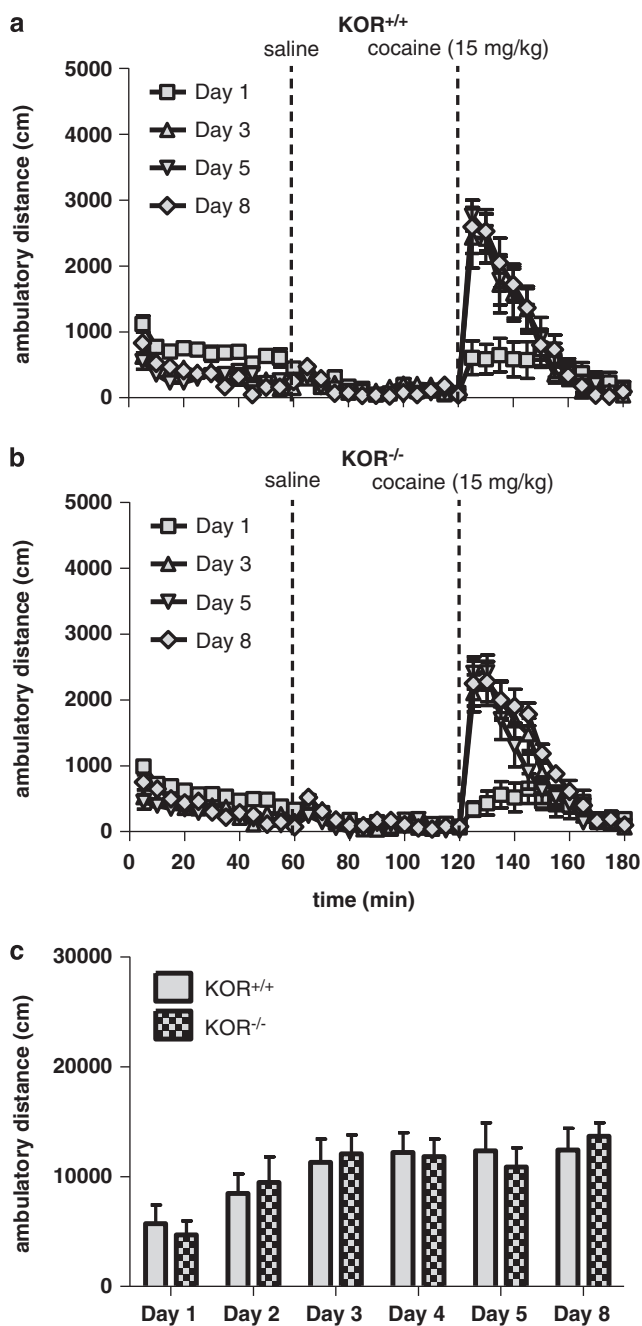 a
KOR+/+
saline
cocaine (15 mg/kg)
5000
4000
3000
2000
1000
0
ambulatory distance (cm)
Day 1
Day 3
Day 5
Day 8
b
KOR-/-
saline
cocaine (15 mg/kg)
5000
4000
3000
2000
1000
0
ambulatory distance (cm)
Day 1
Day 3
Day 5
Day 8
0 20 40 60 80 100 120 140 160 180
time (min)
c
30000
20000
10000
0
ambulatory distance (cm)
KOR+/+
KOR-/-
Day 1 Day 2 Day 3 Day 4 Day 5 Day 8